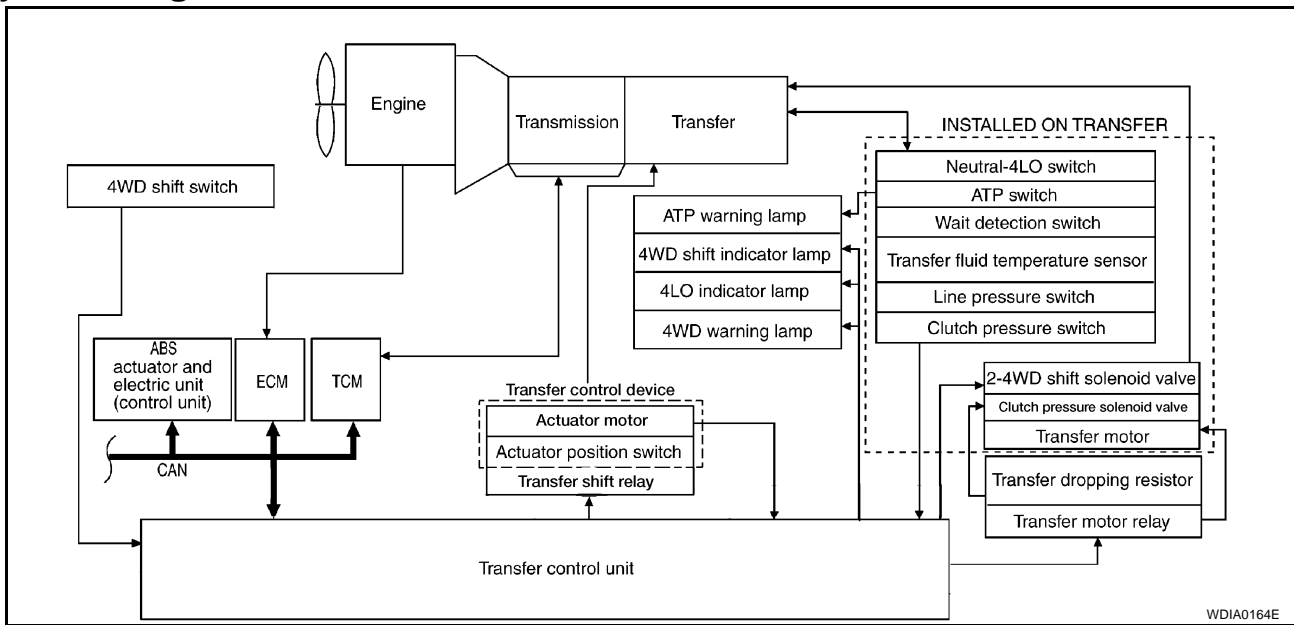 Engine
Transmission
Transfer
INSTALLED ON TRANSFER
4WD shift switch
Neutral-4LO switch
ATP switch
Wait detection switch
Transfer fluid temperature sensor
Line pressure switch
Clutch pressure switch
ATP warning lamp
4WD shift indicator lamp
4LO indicator lamp
4WD warning lamp
ABS
actuator and
electric unit
(control unit)
ECM
TCM
CAN
Transfer control device
Actuator motor
Actuator position switch
Transfer shift relay
2-4WD shift solenoid valve
Clutch pressure solenoid valve
Transfer motor
Transfer dropping resistor
Transfer motor relay
Transfer control unit
WDIA0164E